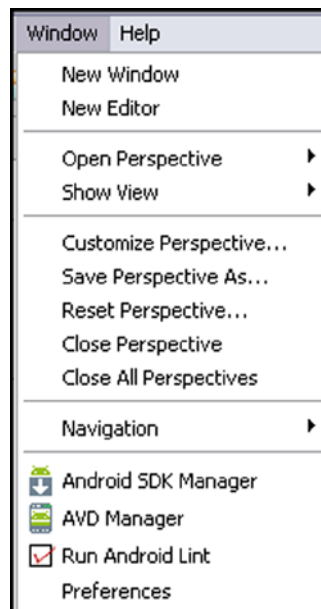 Window Help
New Window
New Editor
Open Perspective
Show View
Customize Perspective...
Save Perspective As...
Reset Perspective...
Close Perspective
Close All Perspectives
Navigation
Android SDK Manager
AVD Manager
Run Android Lint
Preferences